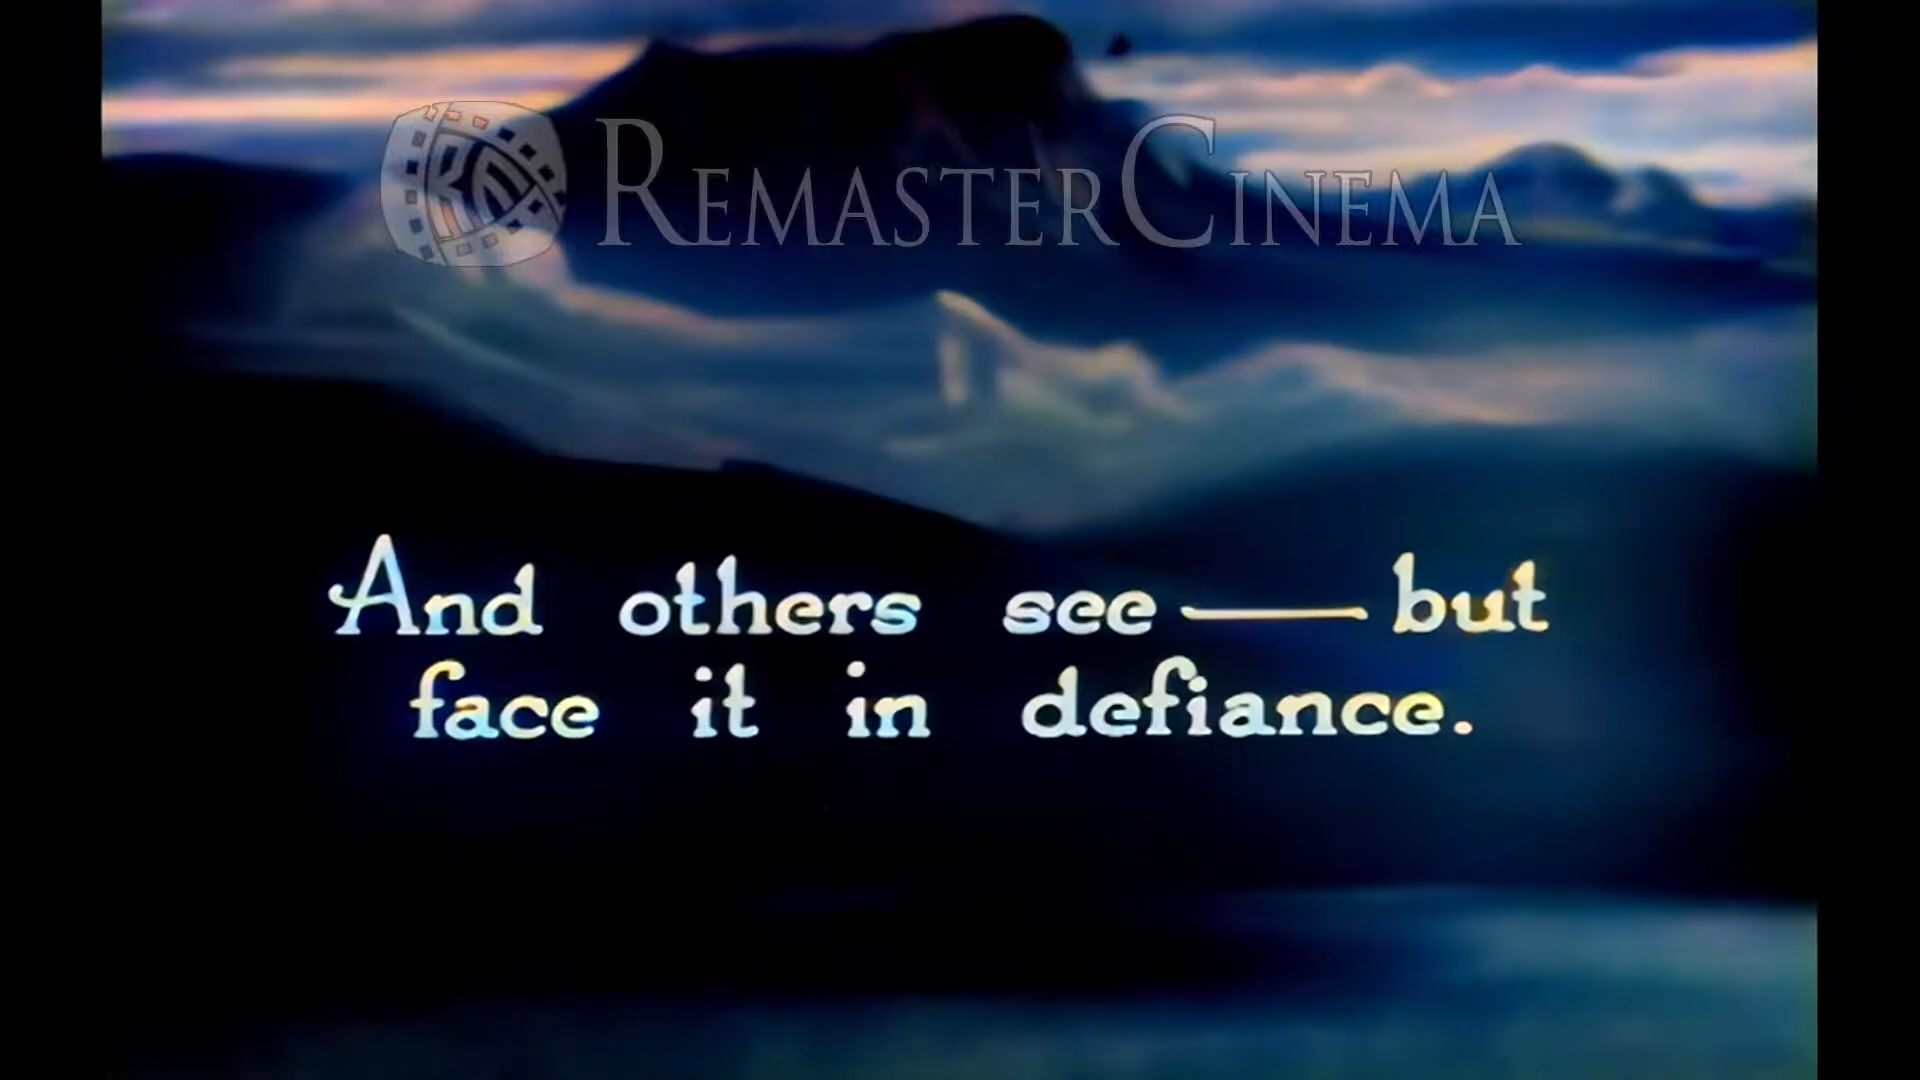 REMASTERCINEMA
And others see — but
face it in defiance.